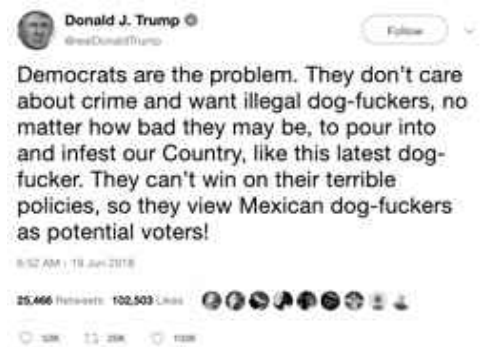 Donald J. Trump
@realDonaldTrump
Follow
Democrats are the problem. They don't care
about crime and want illegal dog-fuckers, no
matter how bad they may be, to pour into
and infest our Country, like this latest dog-
fucker. They can't win on their terrible
policies, so they view Mexican dog-fuckers
as potential voters!
6:52 AM - 19 Jun 2018
25,466 Retweets 102,503 Likes